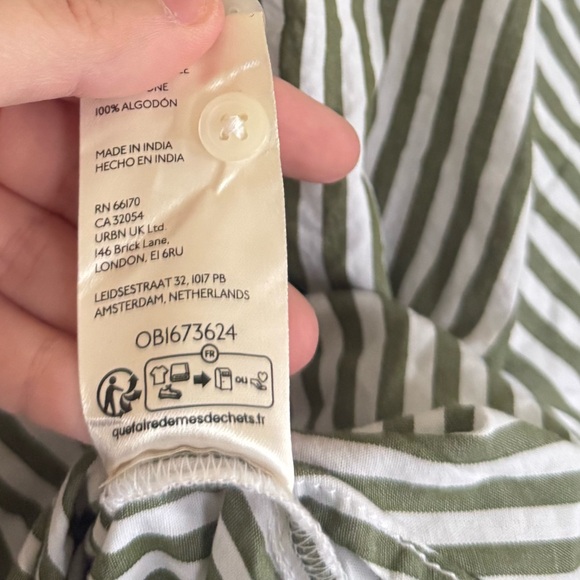 100% ALGODÓN
MADE IN INDIA
HECHO EN INDIA
RN 66170
CA 32054
URBN UK Ltd.
146 Brick Lane,
LONDON, E1 6RU
LEIDSESTRAAT 32, 1017 PB
AMSTERDAM, NETHERLANDS
OB1673624
FR
OU
quefairedemesdechets.fr